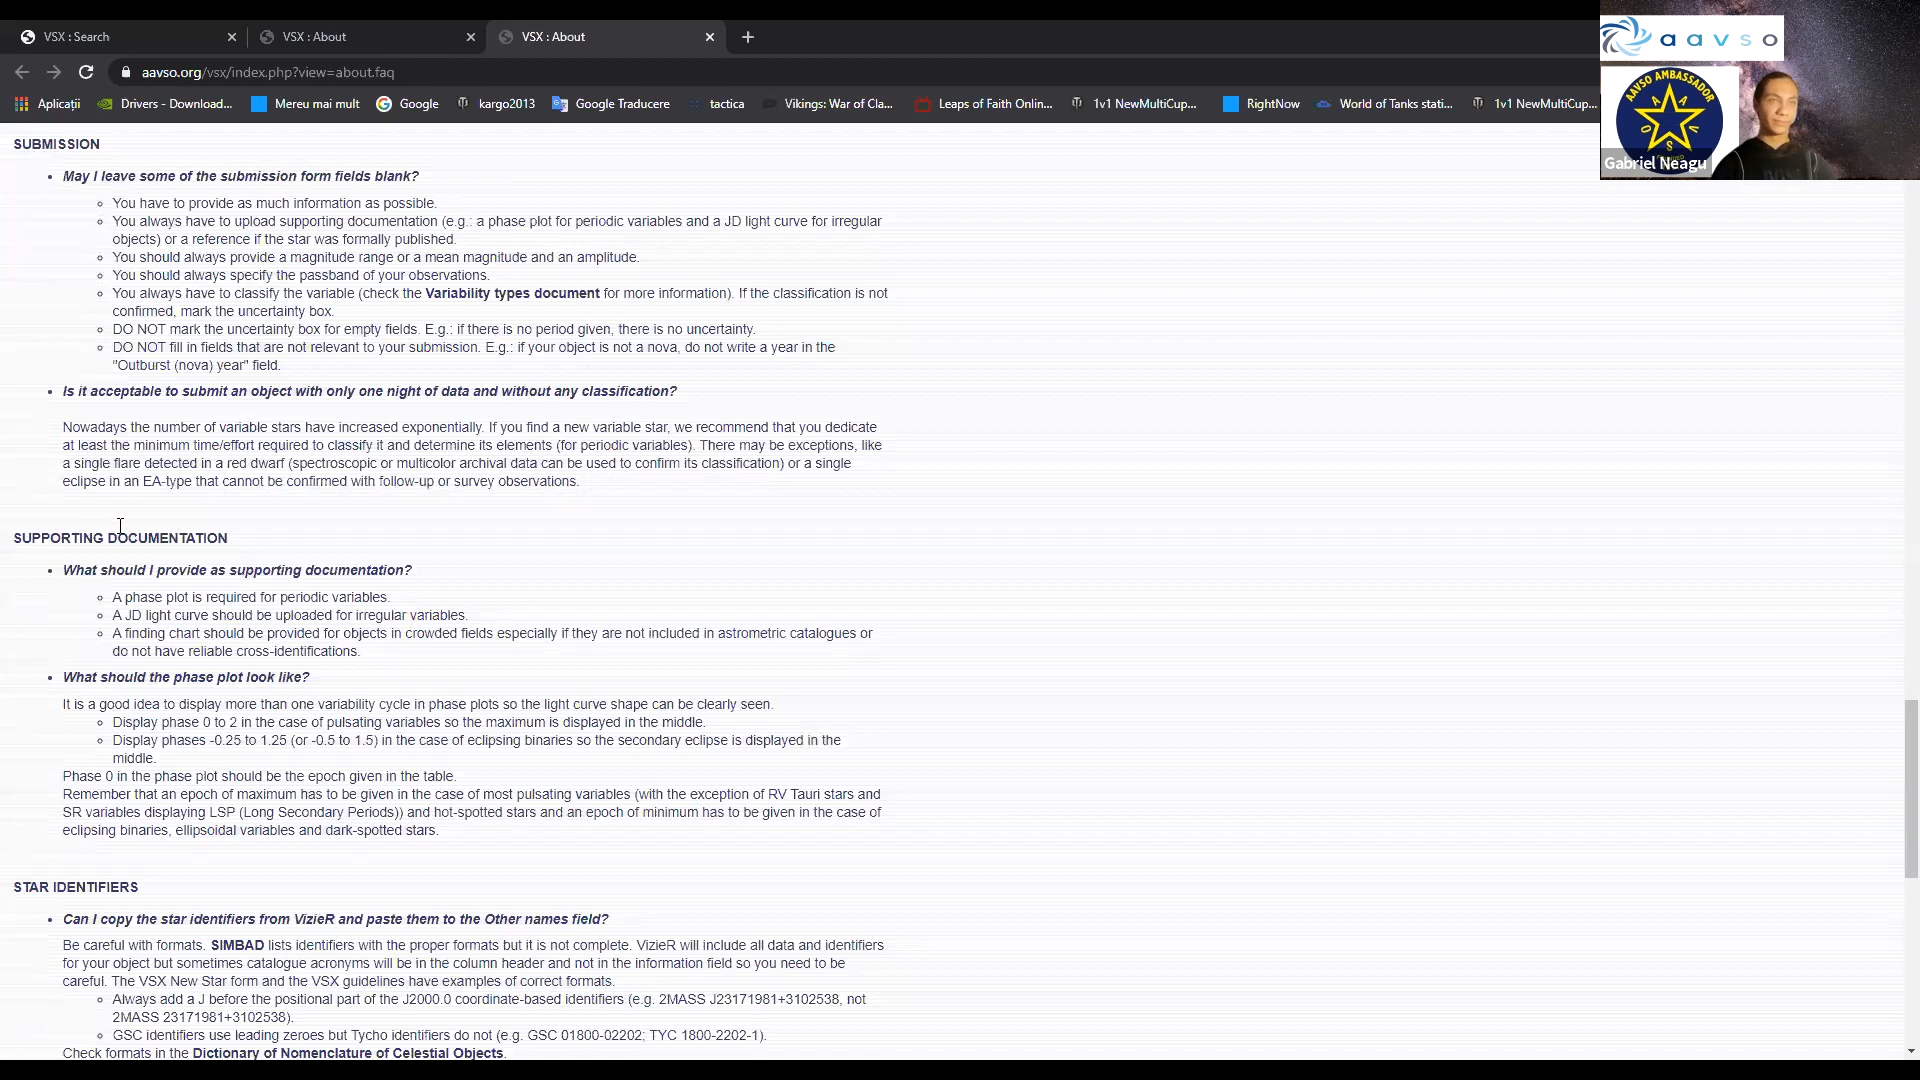 VSX : Search
VSX : About
VSX : About
aavso.org/vsx/index.php?view=about.faq
Aplicații
Drivers - Download...
Mereu mai mult
Google
kargo2013
Google Traducere
tactica
Vikings: War of Cla...
Leaps of Faith Onlin...
1v1 NewMultiCup...
RightNow
World of Tanks stati...
1v1 NewMultiCup...
aavso
AAVSO AMBASSADOR
A A
O V
S
Gabriel Neagu
SUBMISSION
May I leave some of the submission form fields blank?
You have to provide as much information as possible.
You always have to upload supporting documentation (e.g.: a phase plot for periodic variables and a JD light curve for irregular
objects) or a reference if the star was formally published.
You should always provide a magnitude range or a mean magnitude and an amplitude.
You should always specify the passband of your observations.
You always have to classify the variable (check the Variability types document for more information). If the classification is not
confirmed, mark the uncertainty box.
DO NOT mark the uncertainty box for empty fields. E.g.: if there is no period given, there is no uncertainty.
DO NOT fill in fields that are not relevant to your submission. E.g.: if your object is not a nova, do not write a year in the
"Outburst (nova) year" field.
Is it acceptable to submit an object with only one night of data and without any classification?
Nowadays the number of variable stars have increased exponentially. If you find a new variable star, we recommend that you dedicate
at least the minimum time/effort required to classify it and determine its elements (for periodic variables). There may be exceptions, like
a single flare detected in a red dwarf (spectroscopic or multicolor archival data can be used to confirm its classification) or a single
eclipse in an EA-type that cannot be confirmed with follow-up or survey observations.
SUPPORTING DOCUMENTATION
What should I provide as supporting documentation?
A phase plot is required for periodic variables.
A JD light curve should be uploaded for irregular variables.
A finding chart should be provided for objects in crowded fields especially if they are not included in astrometric catalogues or
do not have reliable cross-identifications.
What should the phase plot look like?
It is a good idea to display more than one variability cycle in phase plots so the light curve shape can be clearly seen.
Display phase 0 to 2 in the case of pulsating variables so the maximum is displayed in the middle.
Display phases -0.25 to 1.25 (or -0.5 to 1.5) in the case of eclipsing binaries so the secondary eclipse is displayed in the
middle.
Phase 0 in the phase plot should be the epoch given in the table.
Remember that an epoch of maximum has to be given in the case of most pulsating variables (with the exception of RV Tauri stars and
SR variables displaying LSP (Long Secondary Periods)) and hot-spotted stars and an epoch of minimum has to be given in the case of
eclipsing binaries, ellipsoidal variables and dark-spotted stars.
STAR IDENTIFIERS
Can I copy the star identifiers from VizieR and paste them to the Other names field?
Be careful with formats. SIMBAD lists identifiers with the proper formats but it is not complete. VizieR will include all data and identifiers
for your object but sometimes catalogue acronyms will be in the column header and not in the information field so you need to be
careful. The VSX New Star form and the VSX guidelines have examples of correct formats.
Always add a J before the positional part of the J2000.0 coordinate-based identifiers (e.g. 2MASS J23171981+3102538, not
2MASS 23171981+3102538).
GSC identifiers use leading zeroes but Tycho identifiers do not (e.g. GSC 01800-02202; TYC 1800-2202-1).
Check formats in the Dictionary of Nomenclature of Celestial Objects.